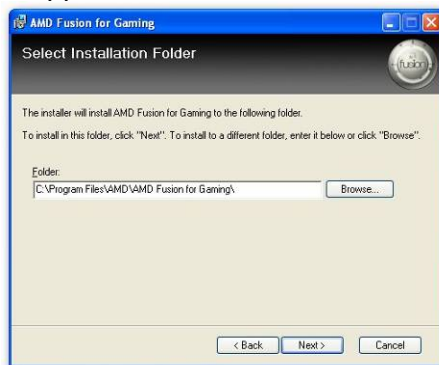 AMD Fusion for Gaming
Select Installation Folder
fusion
The installer will install AMD Fusion for Gaming to the following folder.
To install in this folder, click "Next". To install to a different folder, enter it below or click "Browse".
Folder:
C:\Program Files\AMD\AMD Fusion for Gaming\
Browse...
< Back
Next >
Cancel